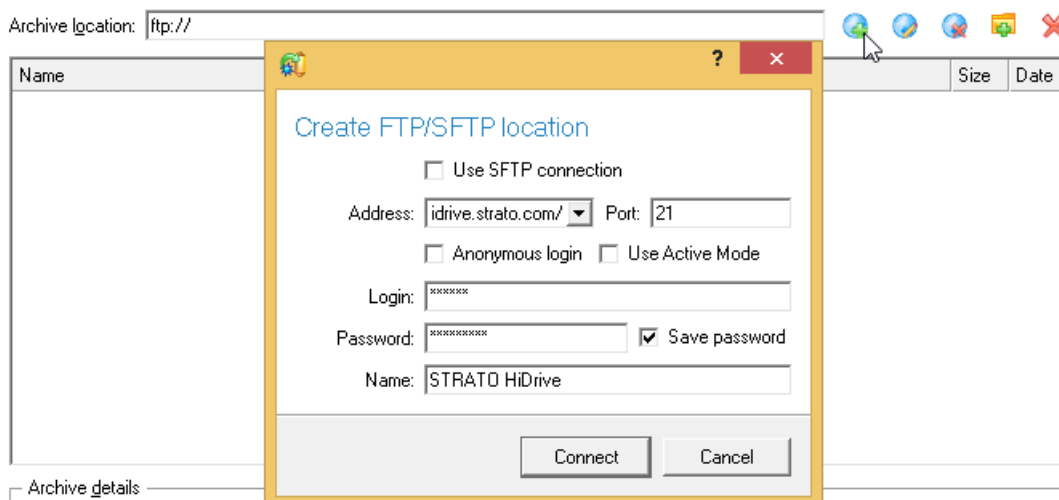 Archive location: ftp://
Name Size Date
?
Create FTP/SFTP location
Use SFTP connection
Address: idrive.strato.com/ Port: 21
Anonymous login Use Active Mode
Login: ******
Password: ********* Save password
Name: STRATO HiDrive
Connect Cancel
Archive details